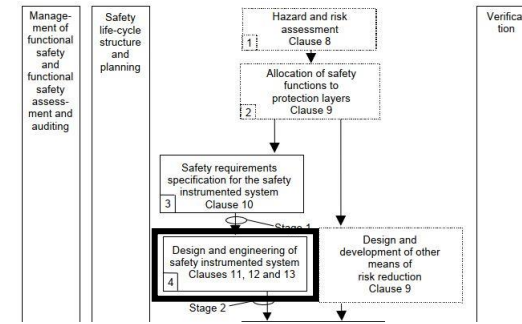 Manage-
ment of
functional
safety
and
functional
safety
assess-
ment and
auditing
Safety
life-cycle
structure
and
planning
Hazard and risk
assessment
Clause 8
1
Allocation of safety
functions to
protection layers
Clause 9
2
Safety requirements
specification for the safety
instrumented system
Clause 10
3
Stage 1
Design and engineering of
safety instrumented system
Clauses 11, 12 and 13
4
Design and
development of other
means of
risk reduction
Clause 9
Stage 2
Verifica
tion